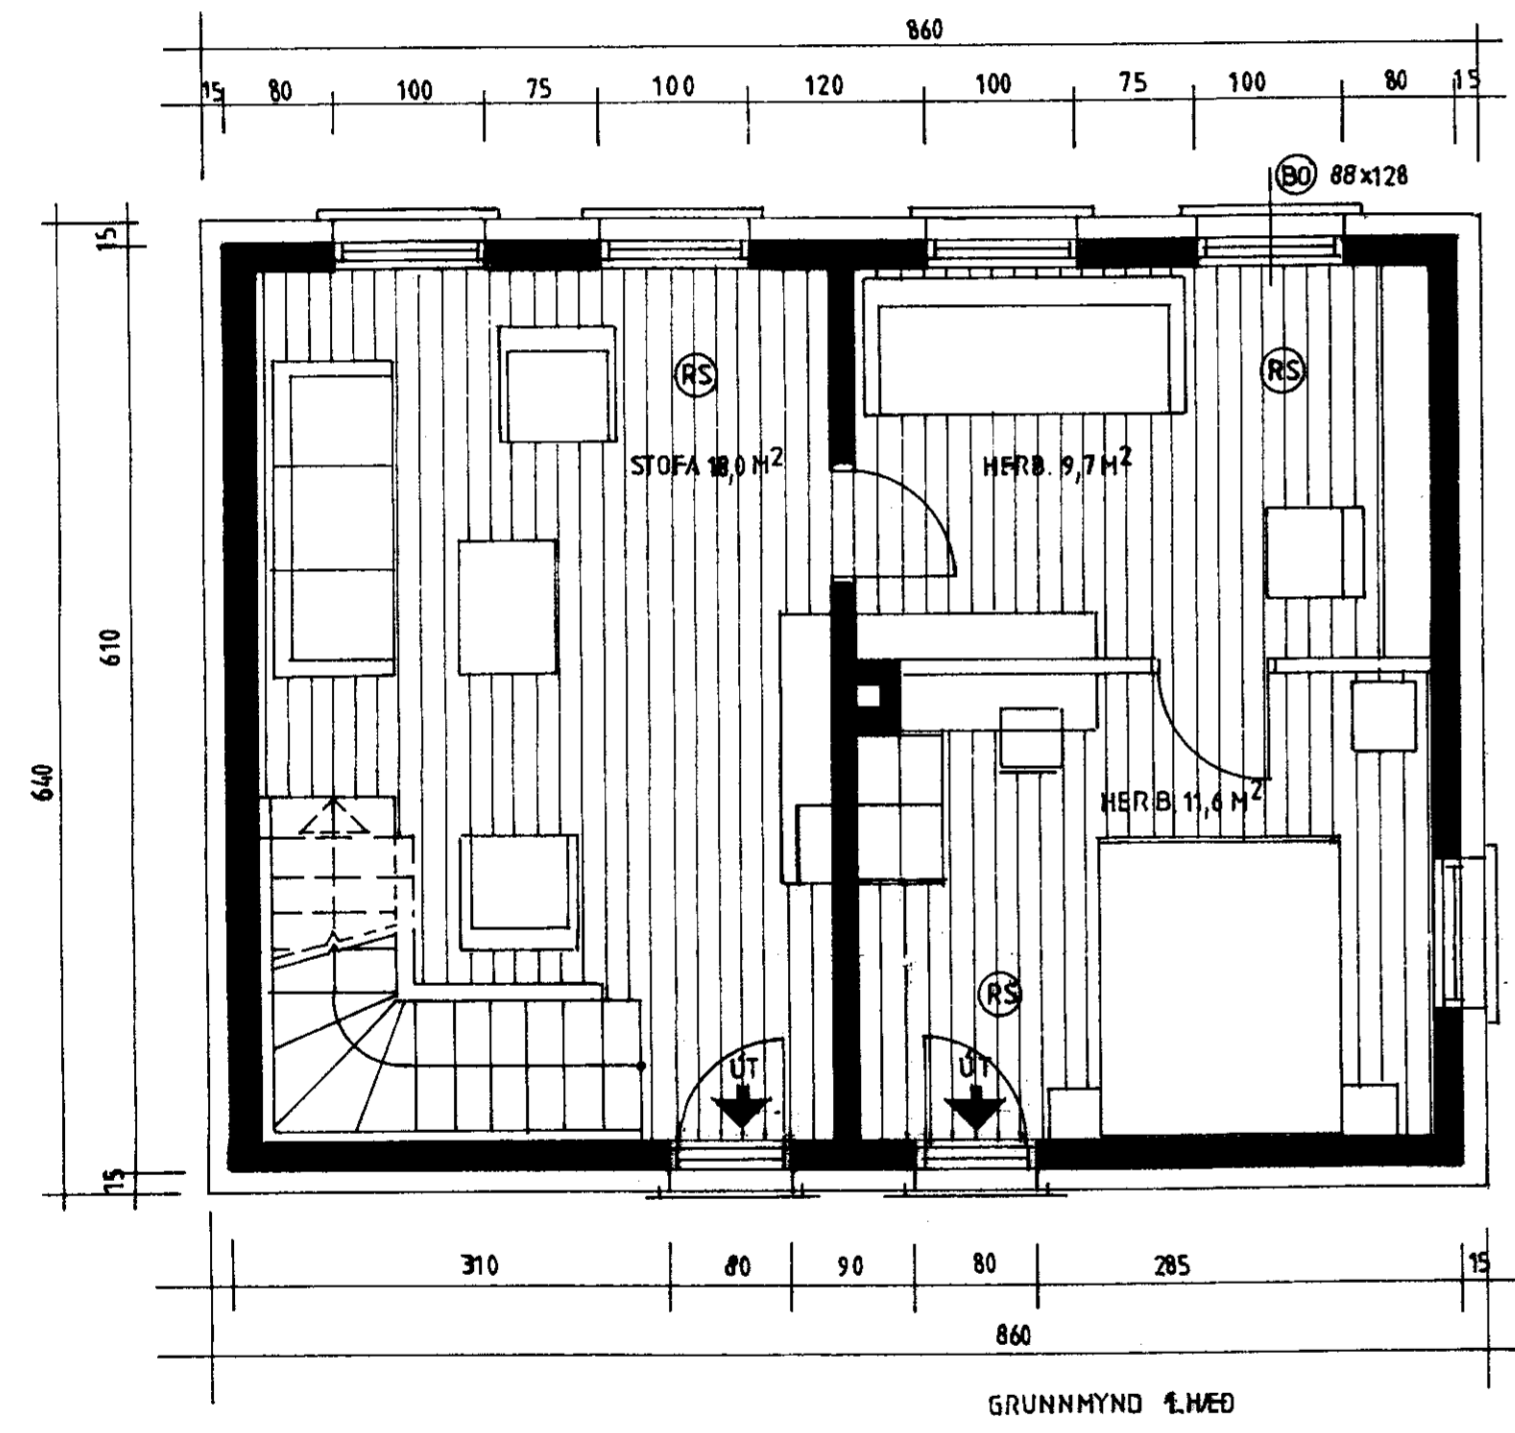 860
15 80 100 75 100 120 100 75 100 80 15
BO 88x128
15
RS
RS
STOFA 18,0 M²
HERB. 9,7 M²
610
640
HERB. 11,6 M²
RS
ÚT
ÚT
15
310 80 90 80 285 15
860
GRUNNMYND 1.HÆÐ